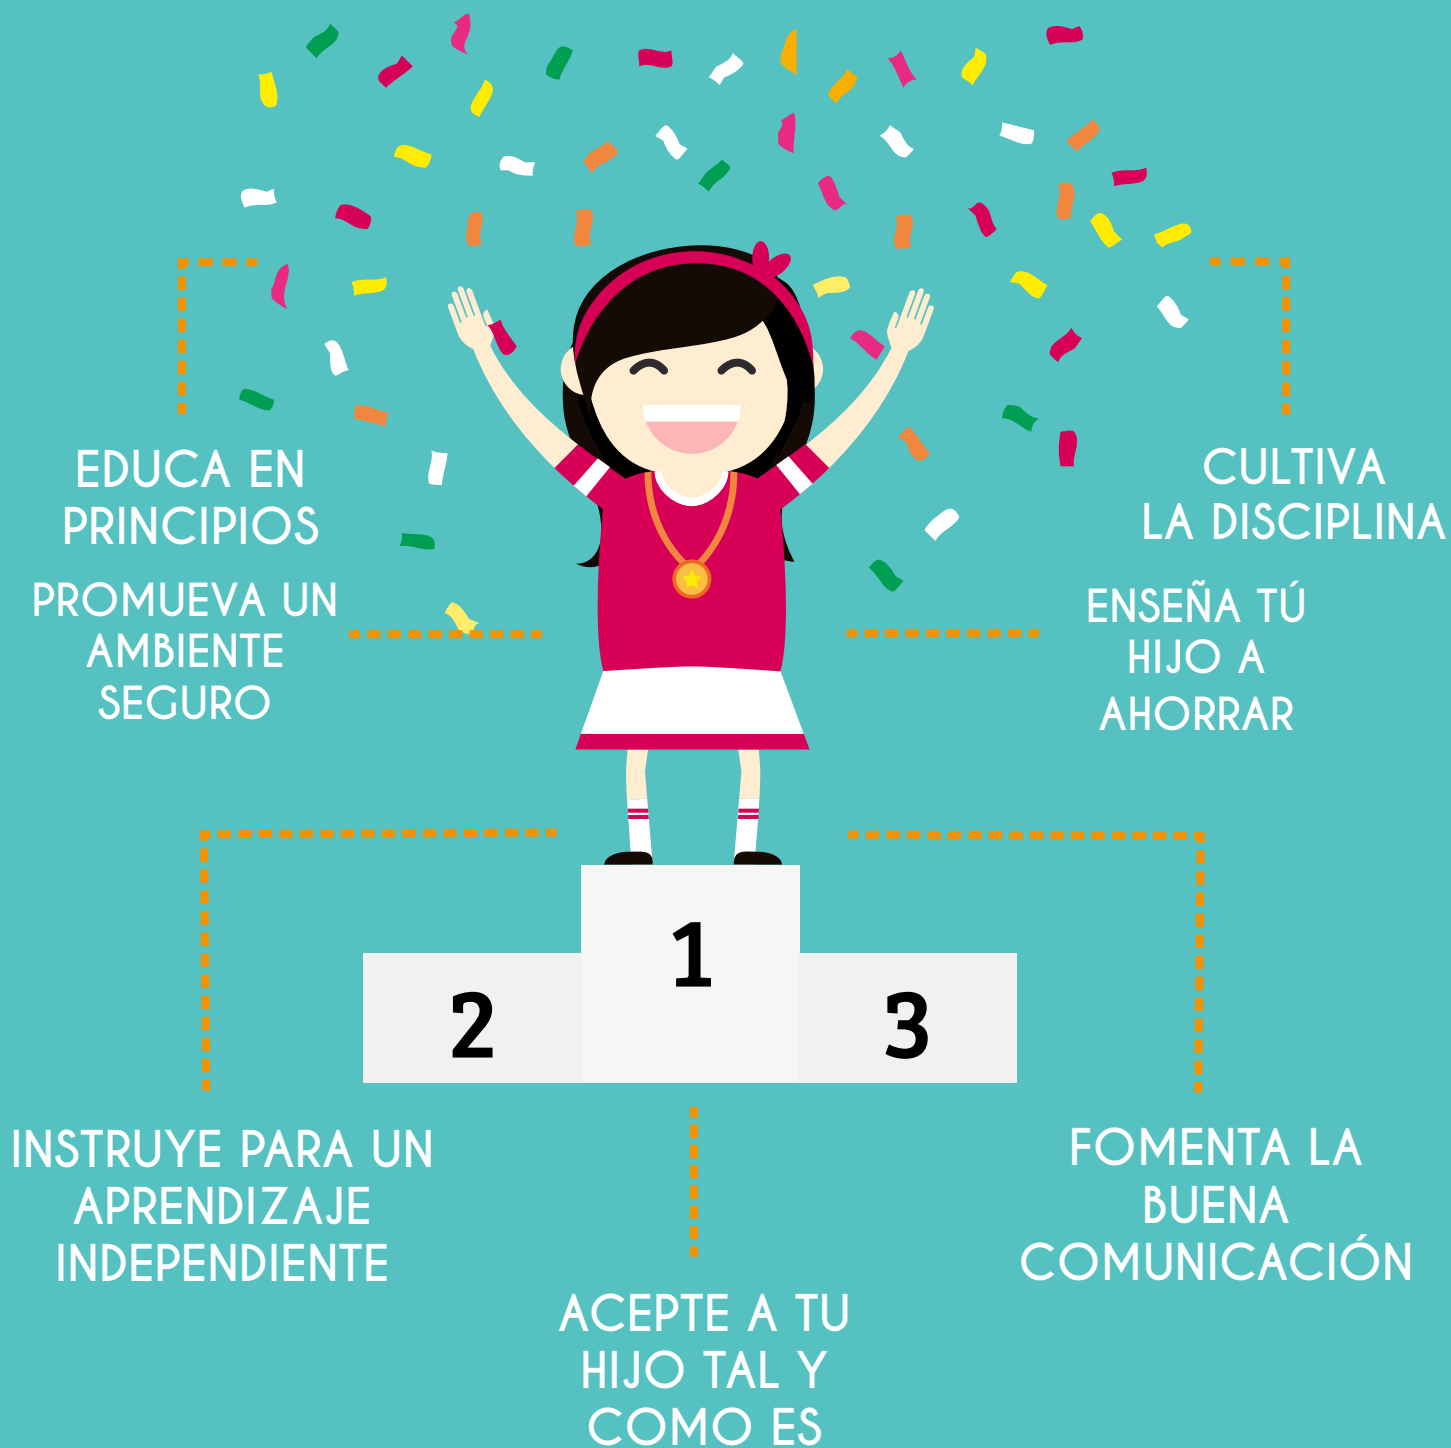 EDUCA EN
PRINCIPIOS
PROMUEVA UN
AMBIENTE
SEGURO
CULTIVA
LA DISCIPLINA
ENSEÑA TÚ
HIJO A
AHORRAR
1
2
3
INSTRUYE PARA UN
APRENDIZAJE
INDEPENDIENTE
ACEPTE A TU
HIJO TAL Y
COMO ES
FOMENTA LA
BUENA
COMUNICACIÓN